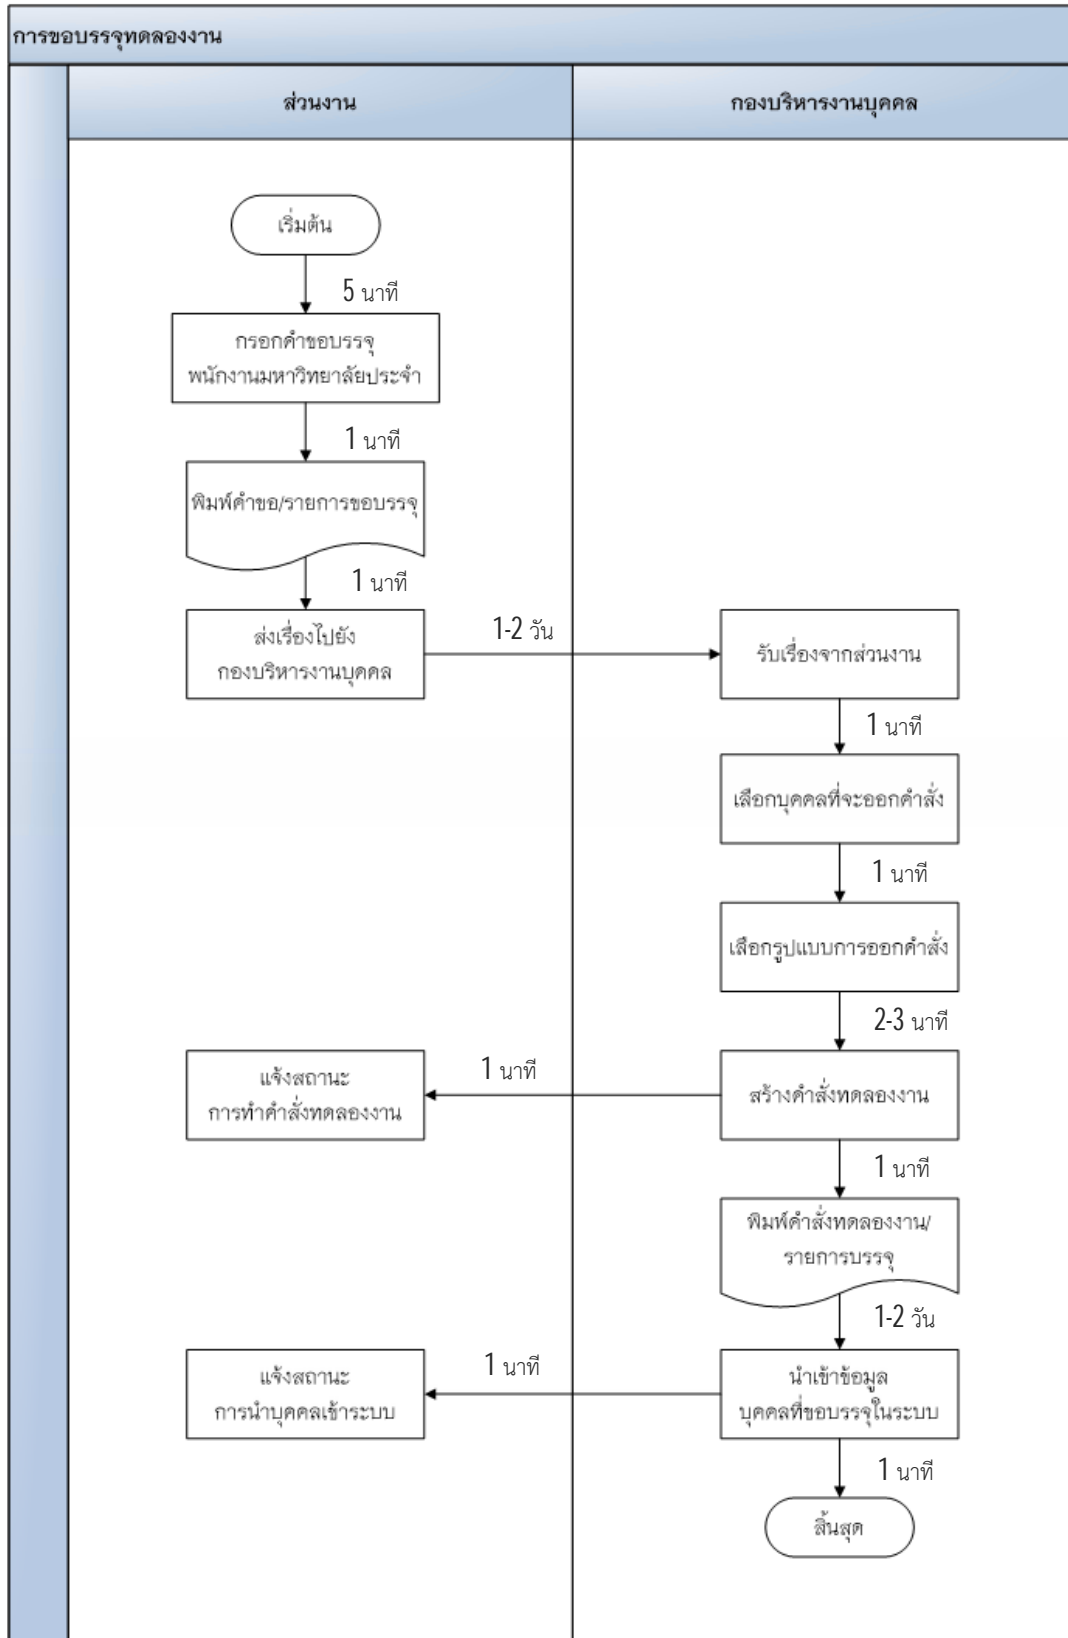 การขอบรรจุทดลองงาน
ส่วนงาน
กองบริหารงานบุคคล
เริ่มต้น
5 นาที
กรอกคำขอบรรจุ
พนักงานมหาวิทยาลัยประจำ
1 นาที
พิมพ์คำขอ/รายการขอบรรจุ
1 นาที
ส่งเรื่องไปยัง
กองบริหารงานบุคคล
1-2 วัน
รับเรื่องจากส่วนงาน
1 นาที
เลือกบุคคลที่จะออกคำสั่ง
1 นาที
เลือกรูปแบบการออกคำสั่ง
2-3 นาที
สร้างคำสั่งทดลองงาน
1 นาที
แจ้งสถานะ
การทำคำสั่งทดลองงาน
1 นาที
พิมพ์คำสั่งทดลองงาน/
รายการบรรจุ
1-2 วัน
นำเข้าข้อมูล
บุคคลที่ขอบรรจุในระบบ
1 นาที
แจ้งสถานะ
การนำบุคคลเข้าระบบ
1 นาที
สิ้นสุด